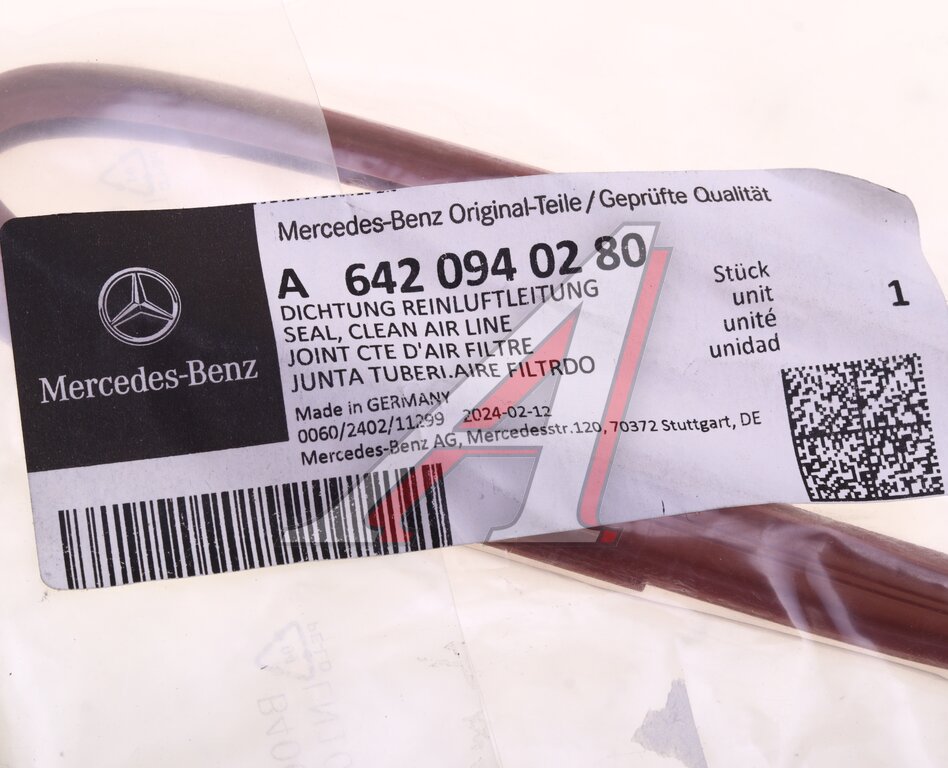 Mercedes-Benz Original-Teile / Geprüfte Qualität
A 642 094 02 80
DICHTUNG REINLUFTLEITUNG
SEAL, CLEAN AIR LINE
JOINT CTE D'AIR FILTRE
JUNTA TUBERI.AIRE FILTRDO
Made in GERMANY 2024-02-12
0060/2402/11299
Mercedes-Benz AG, Mercedesstr.120, 70372 Stuttgart, DE
Stück 1
unit
unité
unidad
Mercedes-Benz